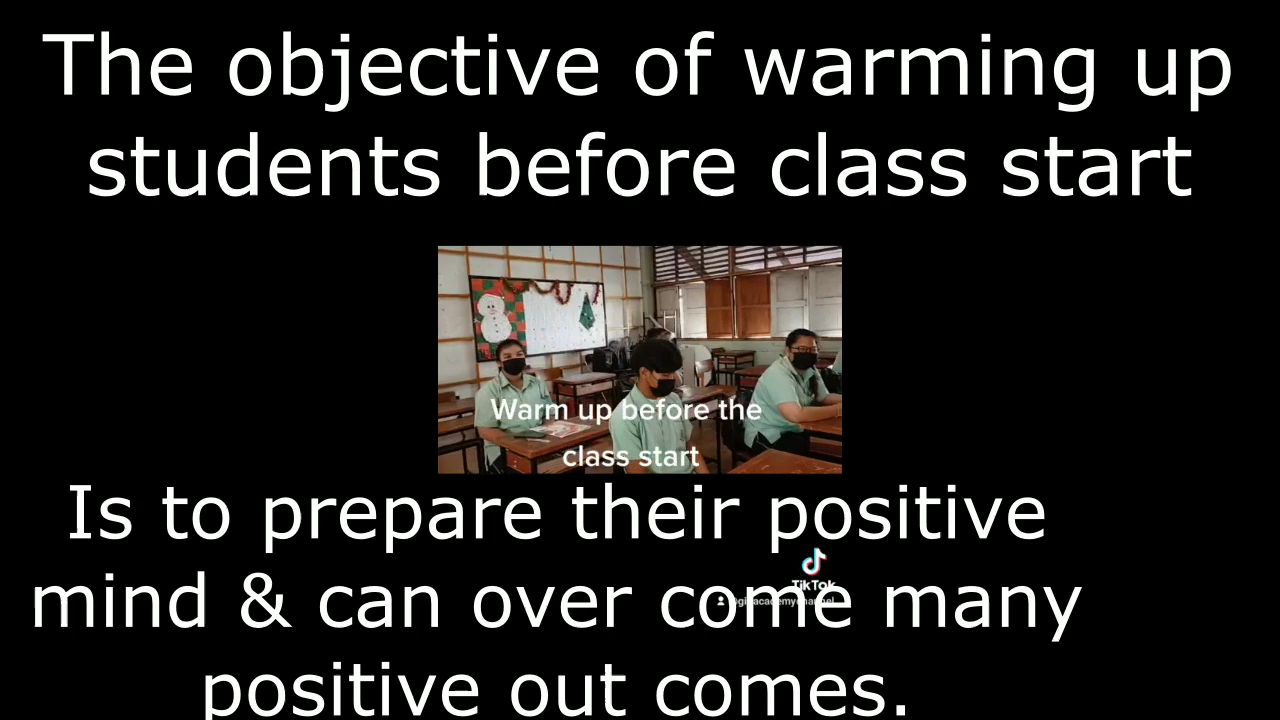 The objective of warming up
students before class start
Warm up before the
class start
Is to prepare their positive
mind & can over come many
TikTok
positive out comes.